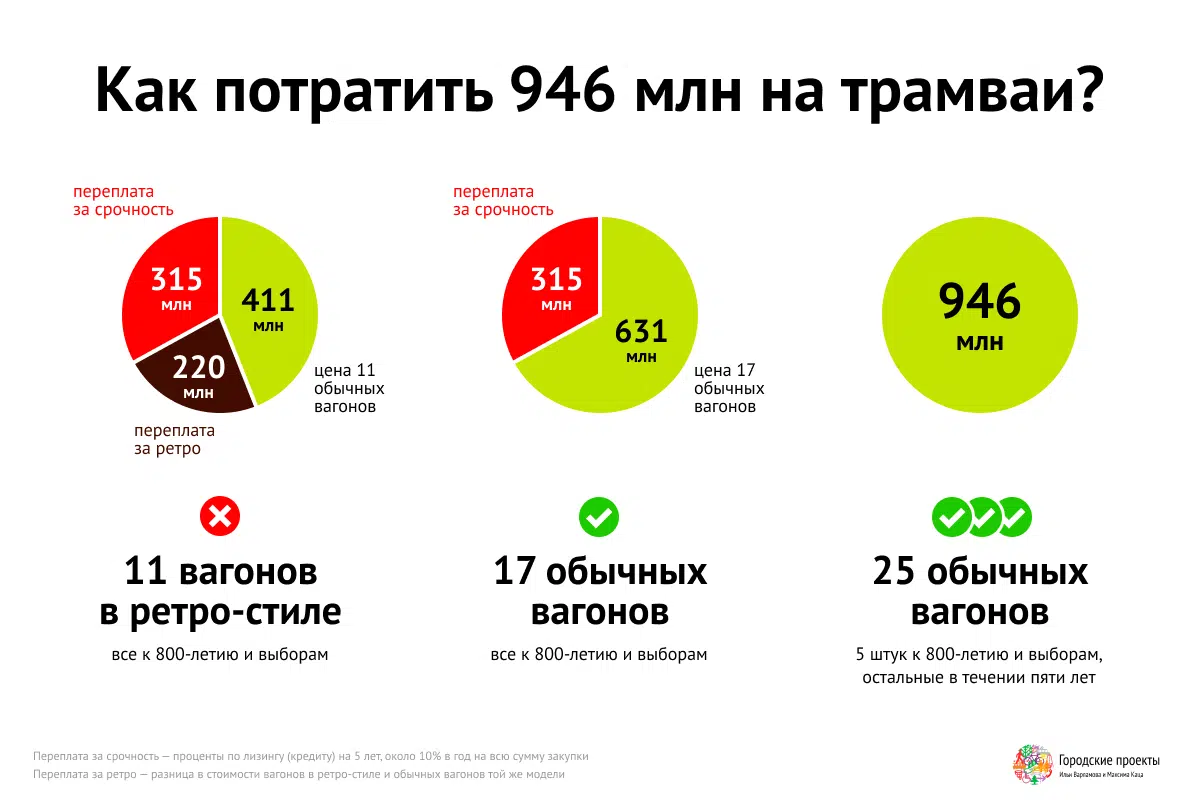 Как потратить 946 млн на трамваи?
переплата
за срочность
315
млн
411
млн
220
млн
цена 11
обычных
вагонов
переплата
за ретро
переплата
за срочность
315
млн
631
млн
цена 17
обычных
вагонов
946
млн
11 вагонов
в ретро-стиле
все к 800-летию и выборам
17 обычных
вагонов
все к 800-летию и выборам
25 обычных
вагонов
5 штук к 800-летию и выборам,
остальные в течении пяти лет
Переплата за срочность — проценты по лизингу (кредиту) на 5 лет, около 10% в год на всю сумму закупки
Переплата за ретро — разница в стоимости вагонов в ретро-стиле и обычных вагонов той же модели
Городские проекты
Ильи Варламова и Максима Каца